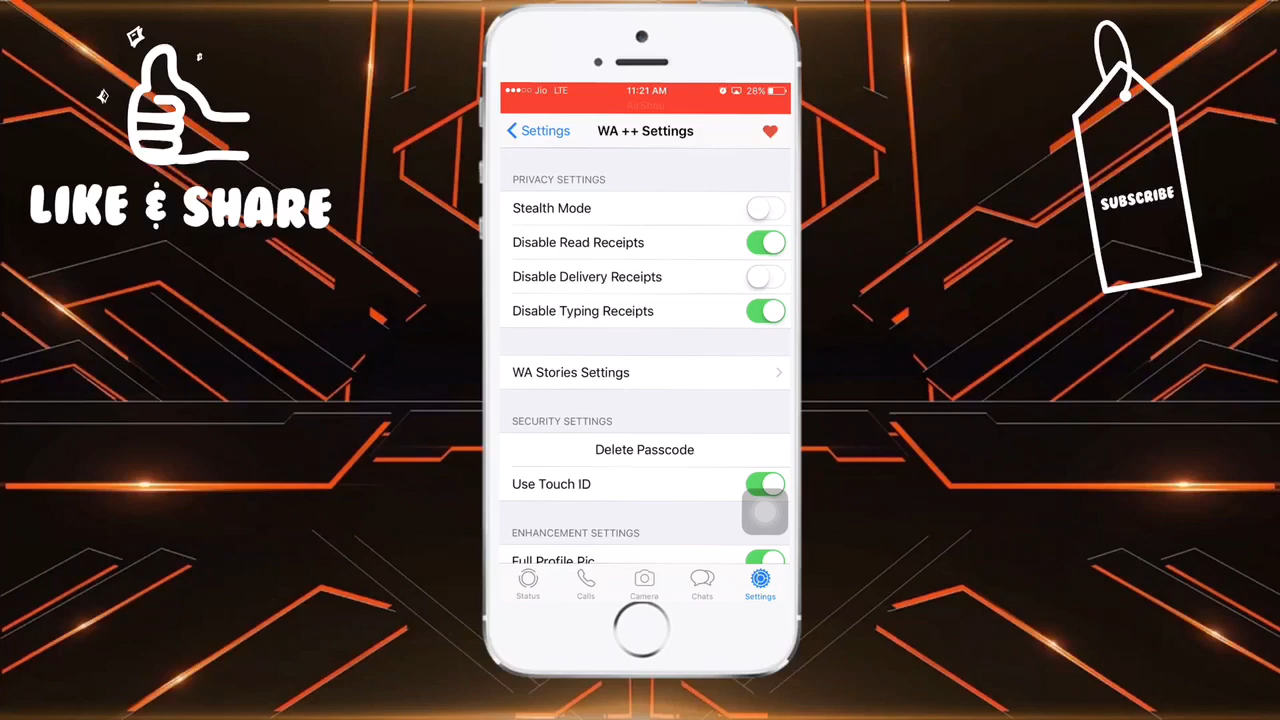 LIKE & SHARE
SUBSCRIBE
Jio LTE 11:21 AM 28%
AirShou
Settings WA ++ Settings
PRIVACY SETTINGS
Stealth Mode
Disable Read Receipts
Disable Delivery Receipts
Disable Typing Receipts
WA Stories Settings
SECURITY SETTINGS
Delete Passcode
Use Touch ID
ENHANCEMENT SETTINGS
Full Profile Pic
Status Calls Camera Chats Settings